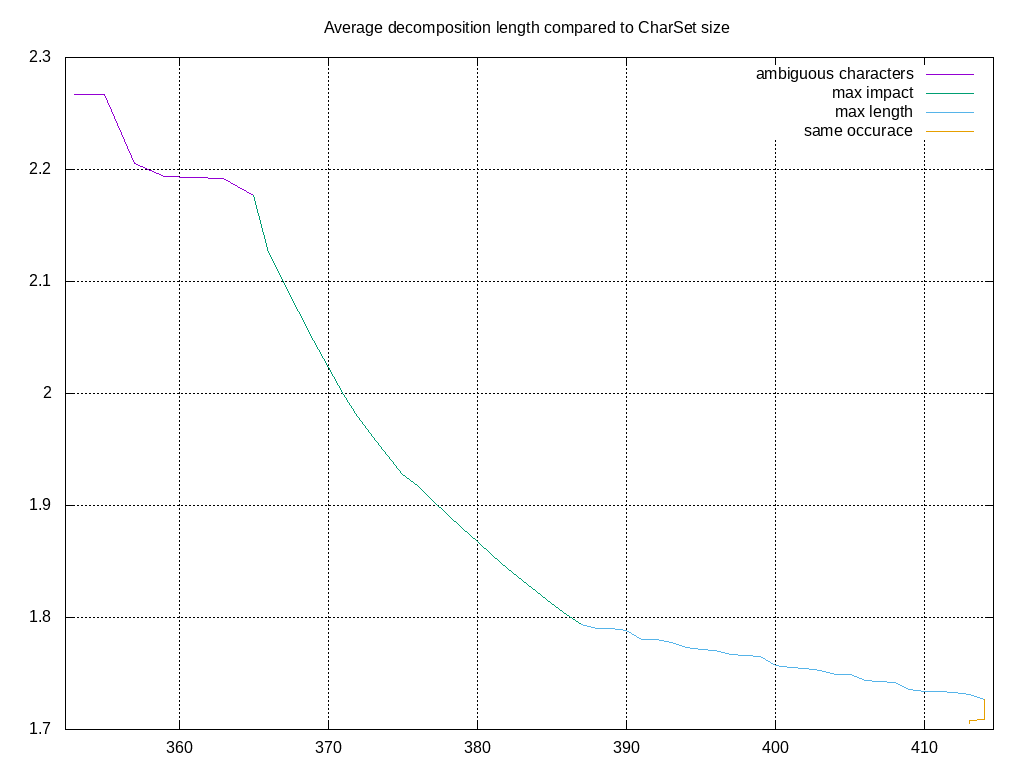 Average decomposition length compared to CharSet size
2.3
2.2
2.1
2
1.9
1.8
1.7
ambiguous characters
max impact
max length
same occurace
360
370
380
390
400
410